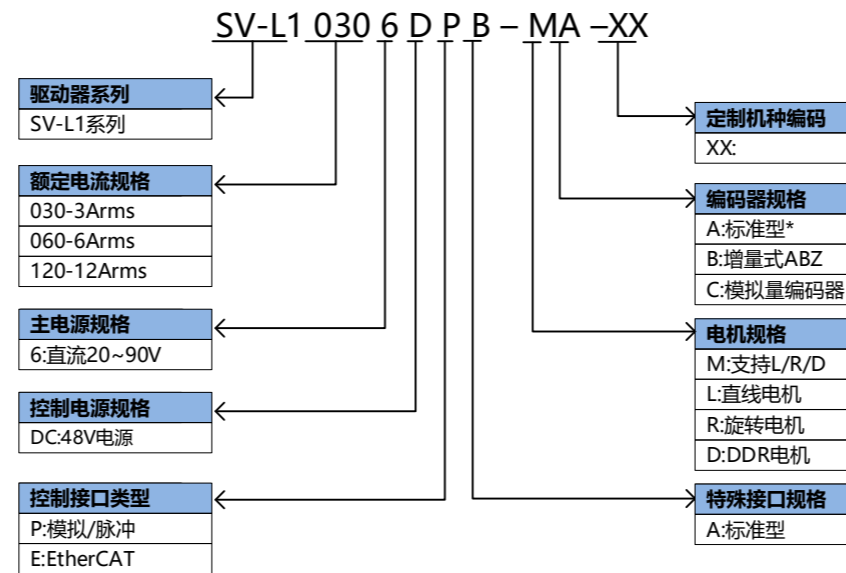 SV-L1 030 6 D P B – MA –XX
驱动器系列
SV-L1系列
额定电流规格
030-3Arms
060-6Arms
120-12Arms
主电源规格
6:直流20~90V
控制电源规格
DC:48V电源
控制接口类型
P:模拟/脉冲
E:EtherCAT
定制机种编码
XX:
编码器规格
A:标准型*
B:增量式ABZ
C:模拟量编码器
电机规格
M:支持L/R/D
L:直线电机
R:旋转电机
D:DDR电机
特殊接口规格
A:标准型